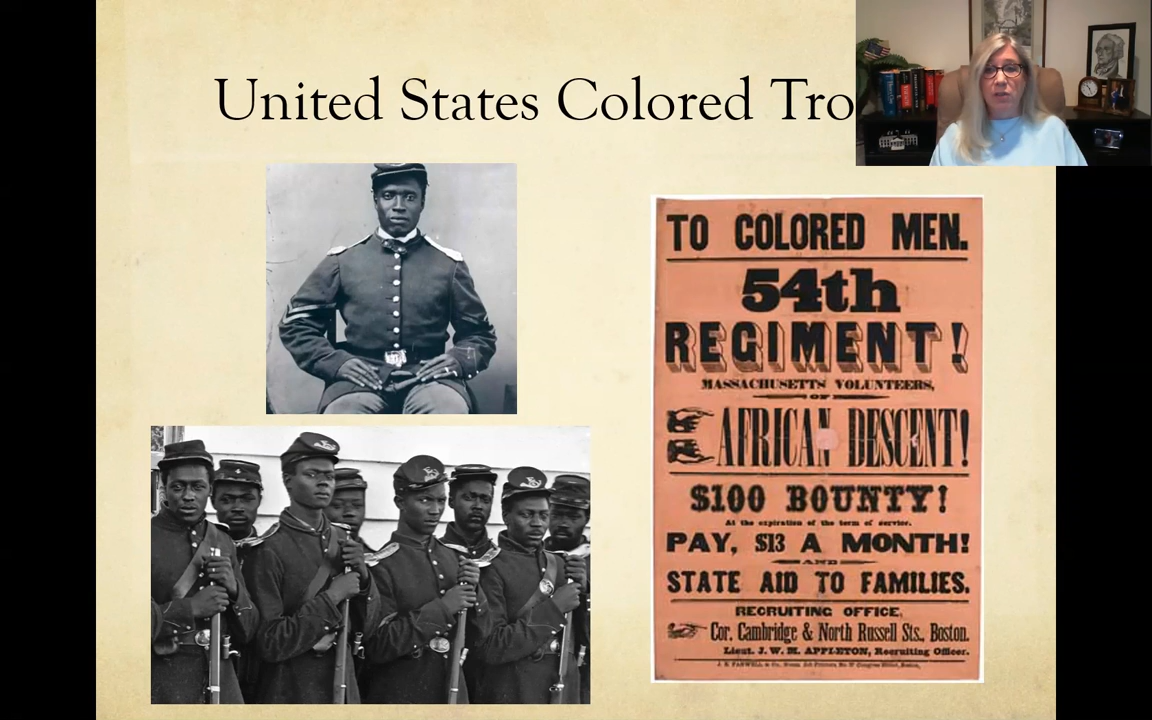 United States Colored Tro
TO COLORED MEN.
54th
REGIMENT!
MASSACHUSETTS VOLUNTEERS,
OF
AFRICAN DESCENT!
$100 BOUNTY!
At the expiration of the term of service.
PAY, $13 A MONTH!
AND
STATE AID TO FAMILIES.
RECRUITING OFFICE,
Cor. Cambridge & North Russell Sts., Boston.
Lieut. J. W. M. APPLETON, Recruiting Officer.